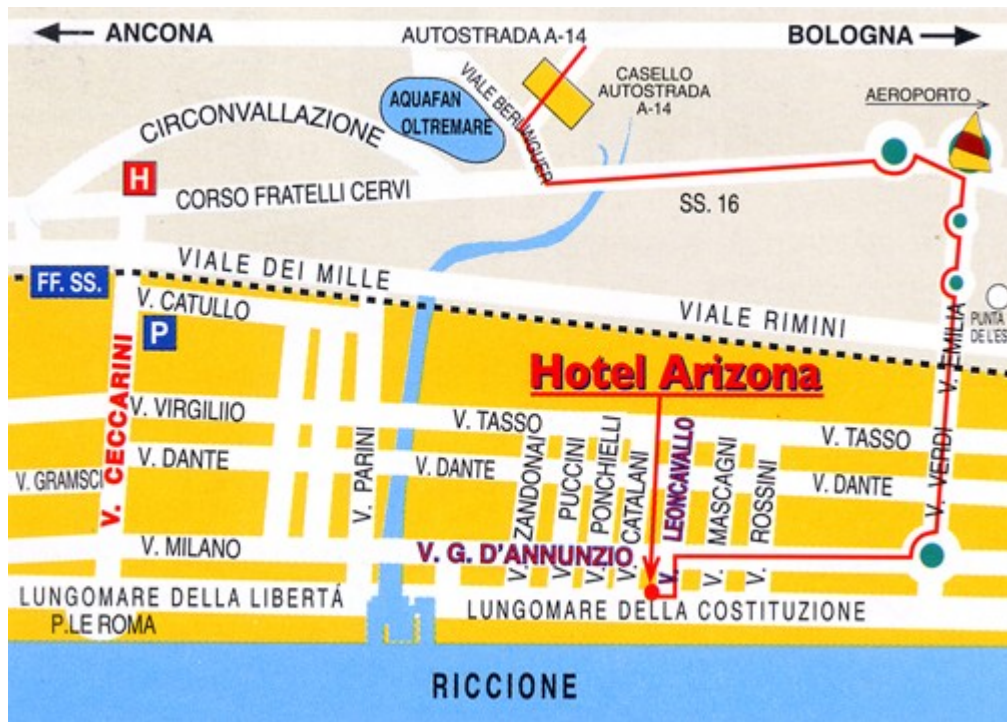 ANCONA
AUTOSTRADA A-14
BOLOGNA
VIALE BERLINGUER
CASELLO
AUTOSTRADA
A-14
AEROPORTO
AQUAFAN
OLTREMARE
CIRCONVALLAZIONE
H
CORSO FRATELLI CERVI
SS. 16
VIALE DEI MILLE
FF. SS.
V. CATULLO
P
VIALE RIMINI
PUNTA
DE L'ES
V. EMILIA
Hotel Arizona
V. CECCARINI
V. VIRGILIIO
V. TASSO
V. TASSO
V. DANTE
V. DANTE
V. DANTE
V. GRAMSCI
V. PARINI
V. ZANDONAI
V. PUCCINI
V. PONCHIELLI
V. CATALANI
V. LEONCAVALLO
V. MASCAGNI
V. ROSSINI
V. VERDI
V. MILANO
V. G. D'ANNUNZIO
LUNGOMARE DELLA LIBERTÁ
LUNGOMARE DELLA COSTITUZIONE
P.LE ROMA
RICCIONE